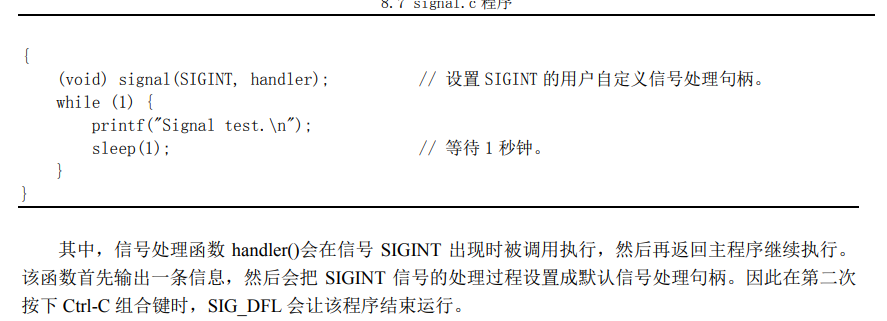 8.7 signal.c 程序
{
(void) signal(SIGINT, handler); // 设置 SIGINT 的用户自定义信号处理句柄。
while (1) {
printf("Signal test.\n");
sleep(1); // 等待 1 秒钟。
}
}
其中，信号处理函数 handler()会在信号 SIGINT 出现时被调用执行，然后再返回主程序继续执行。
该函数首先输出一条信息，然后会把 SIGINT 信号的处理过程设置成默认信号处理句柄。因此在第二次
按下 Ctrl-C 组合键时，SIG_DFL 会让该程序结束运行。